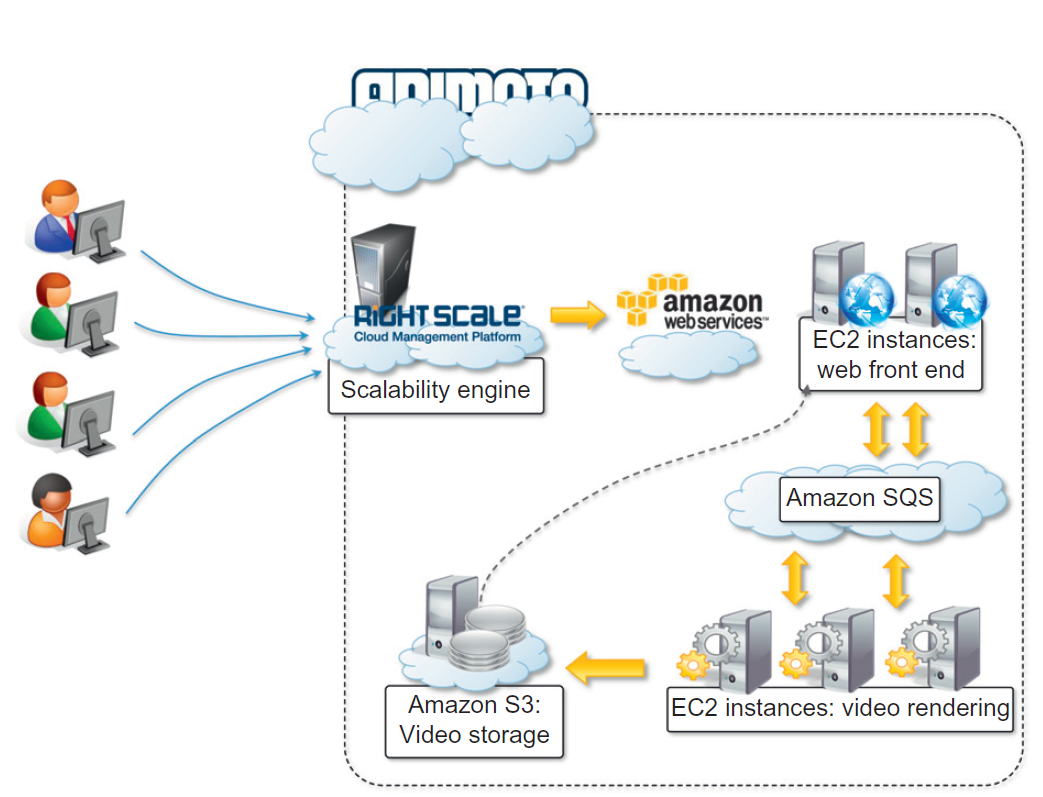 ANIMOTO
RIGHTSCALE®
Cloud Management Platform
Scalability engine
amazon
webservices™
EC2 instances:
web front end
Amazon SQS
Amazon S3:
Video storage
EC2 instances: video rendering